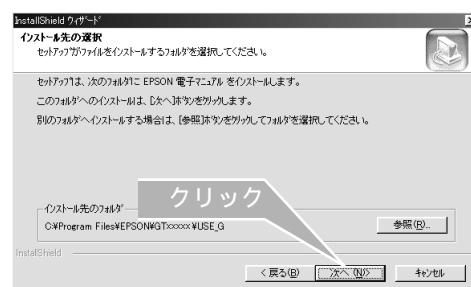 InstallShield ウィザード
インストール先の選択
セットアップがファイルをインストールするフォルダを選択してください。
セットアップは、次のフォルダに EPSON 電子マニュアル をインストールします。
このフォルダへのインストールは、[次へ]ボタンをクリックします。
別のフォルダへインストールする場合は、[参照]ボタンをクリックしてフォルダを選択してください。
クリック
インストール先のフォルダ
C:¥Program Files¥EPSON¥GTxxxxx¥USE_G
参照(R)...
InstallShield
< 戻る(B)
次へ (N)>
キャンセル